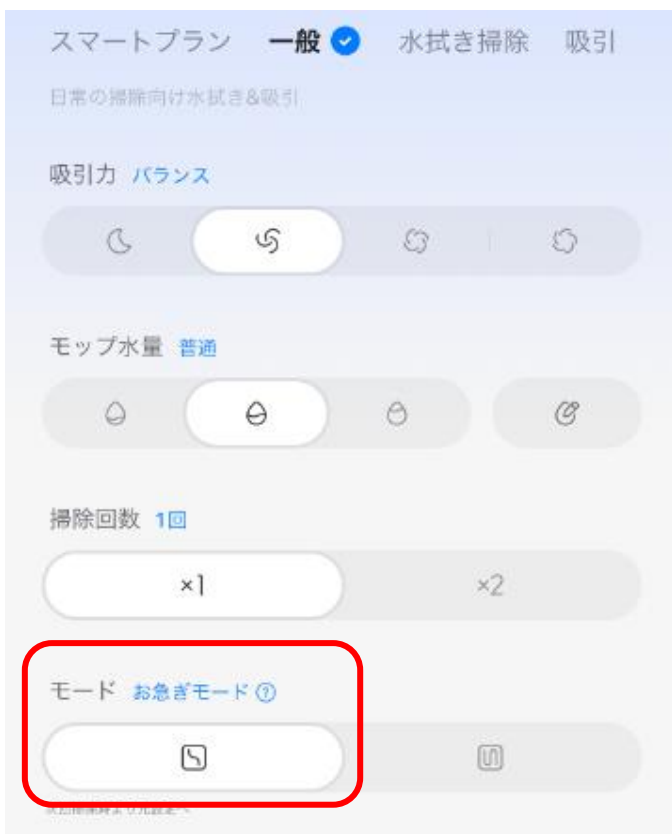 スマートプラン 一般 水拭き掃除 吸引
日常の掃除向け水拭き&吸引
吸引力 バランス
モップ水量 普通
掃除回数 1回
×1 ×2
モード お急ぎモード ?